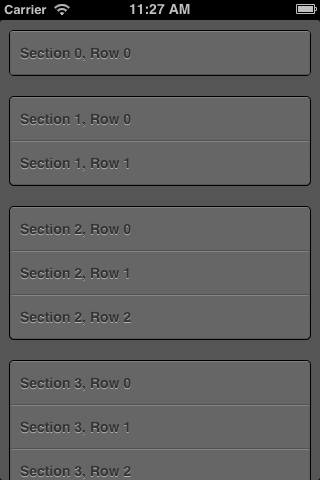 Carrier 11:27 AM
Section 0, Row 0
Section 1, Row 0
Section 1, Row 1
Section 2, Row 0
Section 2, Row 1
Section 2, Row 2
Section 3, Row 0
Section 3, Row 1
Section 3, Row 2